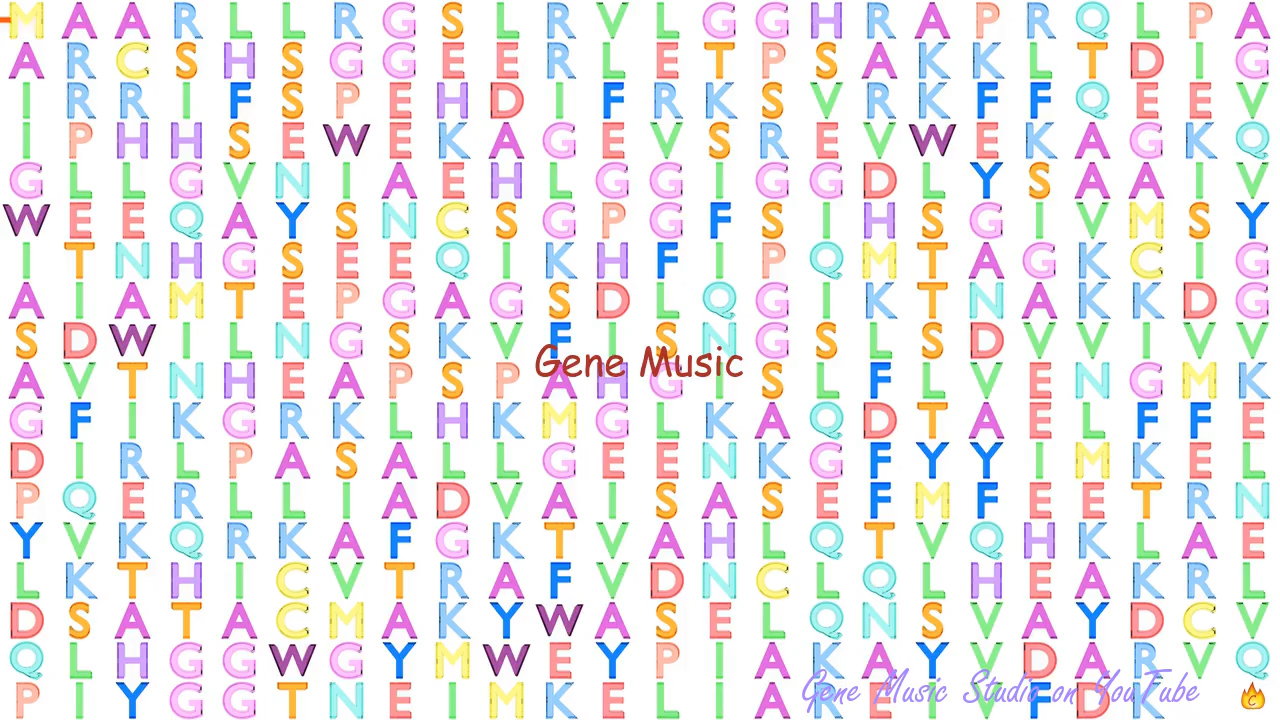 M A A R L L R G S L R V L G G H R A P R Q L P A
A R C S H S G G E E R L E T P S A K K L T D I G
I R R I F S P E H D I F R K S V R K F F Q E E V
I P H H S E W E K A G E V S R E V W E K A G K Q
G L L G V N I A E H L G G I G G D L Y S A A I V
W E E Q A Y S N C S G P G F S I H S G I V M S Y
I T N H G S E E Q I K H F I P Q M T A G K C I G
A I A M T E P G A G S D L Q G I K T N A K K D G
S D W I L N G S K V F I S N G S L S D V V I V V
A V T N H E A P S P A H G I S L F L V E N G M K
G F I K G R K L H K M G L K A Q D T A E L F F E
D I R L P A S A L L G E E N K G F Y Y I M K E L
P Q E R L L I A D V A I S A S E F M F E E T R N
Y V K Q R K A F G K T V A H L Q T V Q H K L A E
L K T H I C V T R A F V D N C L Q L H E A K R L
D S A T A C M A K Y W A S E L Q N S V A Y D C V
Q L H G G W G Y M W E Y P I A K A Y V D A R V Q
P I Y G G T N E I M K E L I A K E I V F D K
Gene Music
Gene Music Studio on YouTube
C